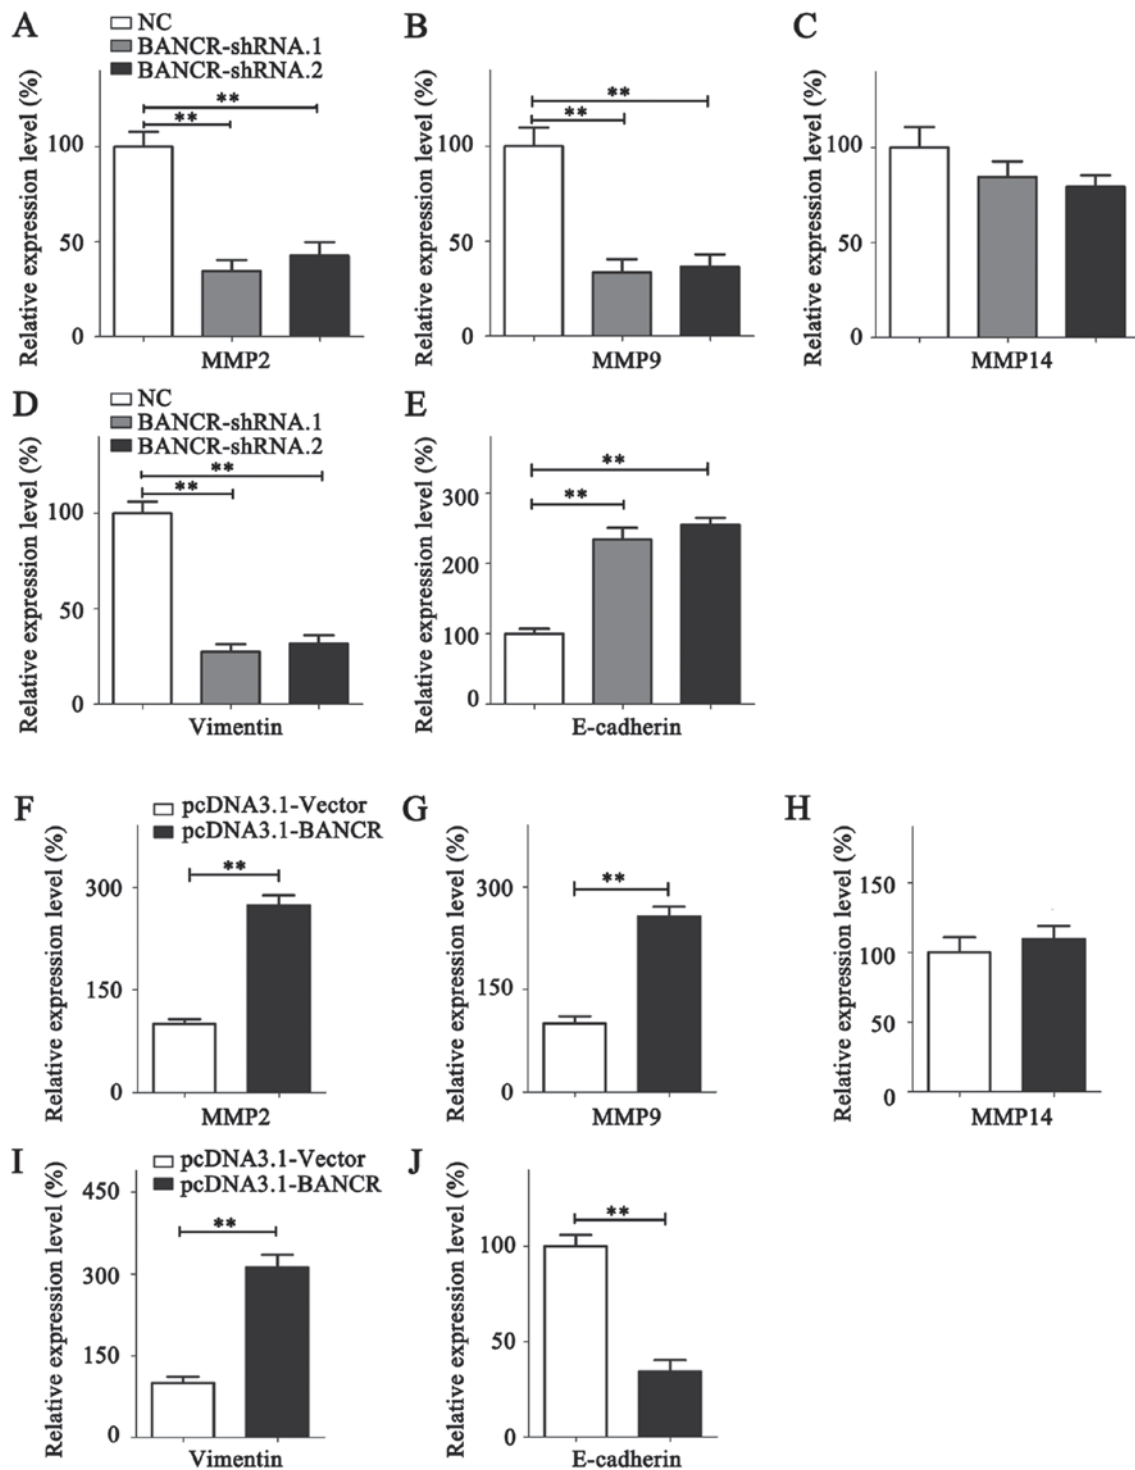 A
NC
BANCR-shRNA.1
BANCR-shRNA.2
Relative expression level (%)
100
50
0
**
**
MMP2
B
Relative expression level (%)
100
50
0
**
**
MMP9
C
Relative expression level (%)
100
50
0
MMP14
D
NC
BANCR-shRNA.1
BANCR-shRNA.2
Relative expression level (%)
100
50
0
**
**
Vimentin
E
Relative expression level (%)
300
200
100
0
**
**
E-cadherin
F
pcDNA3.1-Vector
pcDNA3.1-BANCR
Relative expression level (%)
300
150
0
**
MMP2
G
Relative expression level (%)
300
150
0
**
MMP9
H
Relative expression level (%)
150
100
50
0
MMP14
I
pcDNA3.1-Vector
pcDNA3.1-BANCR
Relative expression level (%)
450
300
150
0
**
Vimentin
J
Relative expression level (%)
100
50
0
**
E-cadherin